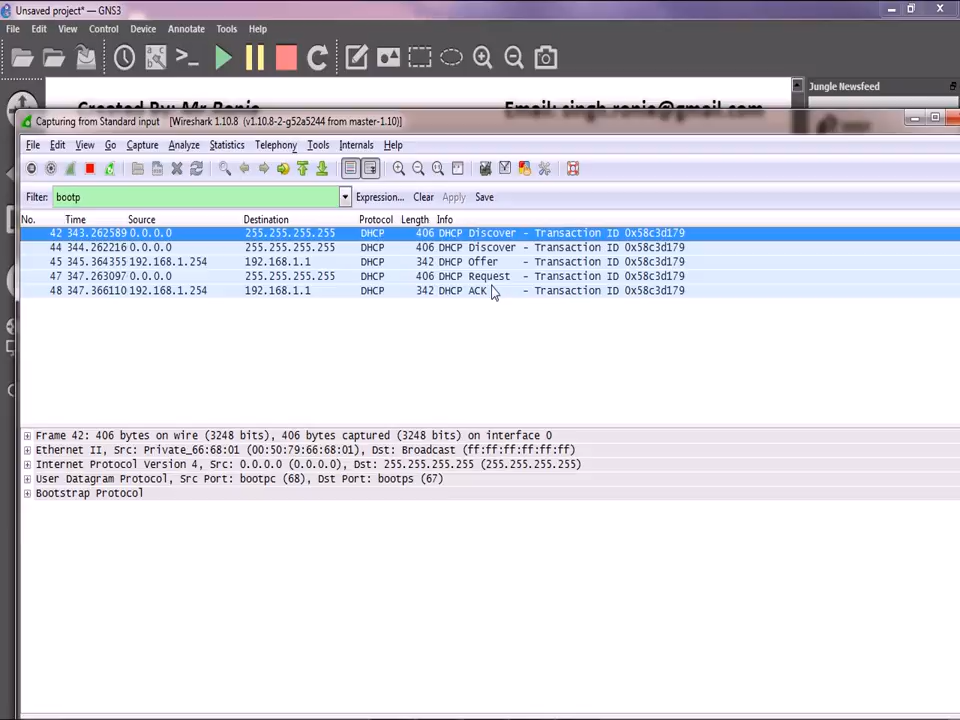 Unsaved project* — GNS3
File Edit View Control Device Annotate Tools Help
Jungle Newsfeed
Created By: Mr Ronie Email: singh.ronie@gmail.com
Capturing from Standard input [Wireshark 1.10.8 (v1.10.8-2-g52a5244 from master-1.10)]
File Edit View Go Capture Analyze Statistics Telephony Tools Internals Help
Filter: bootp Expression... Clear Apply Save
No. Time Source Destination Protocol Length Info
42 343.262589 0.0.0.0 255.255.255.255 DHCP 406 DHCP Discover - Transaction ID 0x58c3d179
44 344.262216 0.0.0.0 255.255.255.255 DHCP 406 DHCP Discover - Transaction ID 0x58c3d179
45 345.364355 192.168.1.254 192.168.1.1 DHCP 342 DHCP Offer - Transaction ID 0x58c3d179
47 347.263097 0.0.0.0 255.255.255.255 DHCP 406 DHCP Request - Transaction ID 0x58c3d179
48 347.366110 192.168.1.254 192.168.1.1 DHCP 342 DHCP ACK - Transaction ID 0x58c3d179
Frame 42: 406 bytes on wire (3248 bits), 406 bytes captured (3248 bits) on interface 0
Ethernet II, Src: Private_66:68:01 (00:50:79:66:68:01), Dst: Broadcast (ff:ff:ff:ff:ff:ff)
Internet Protocol Version 4, Src: 0.0.0.0 (0.0.0.0), Dst: 255.255.255.255 (255.255.255.255)
User Datagram Protocol, Src Port: bootpc (68), Dst Port: bootps (67)
Bootstrap Protocol